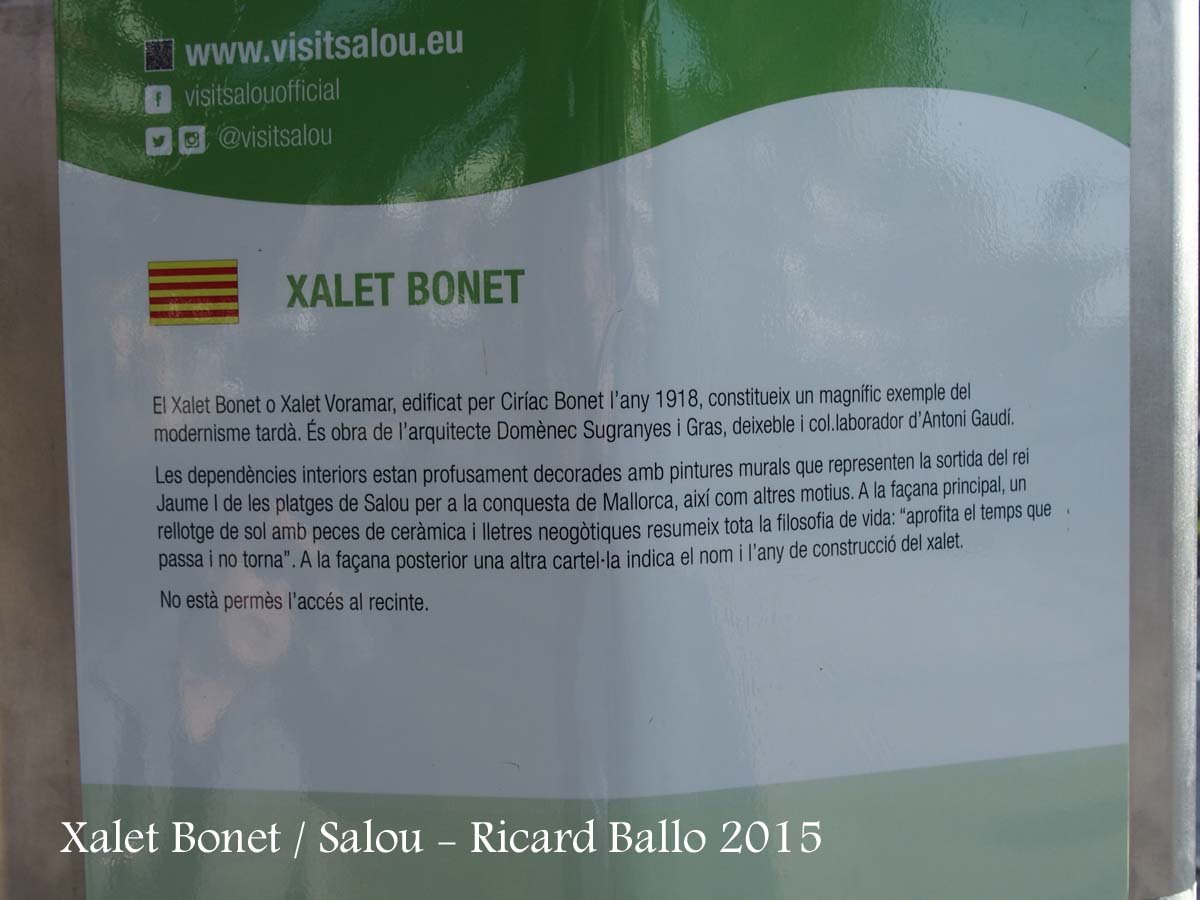 www.visitsalou.eu
f visitsalouofficial
@visitsalou
XALET BONET
El Xalet Bonet o Xalet Voramar, edificat per Ciríac Bonet l'any 1918, constitueix un magnífic exemple del
modernisme tardà. És obra de l'arquitecte Domènec Sugranyes i Gras, deixeble i col.laborador d'Antoni Gaudí.
Les dependències interiors estan profusament decorades amb pintures murals que representen la sortida del rei
Jaume I de les platges de Salou per a la conquesta de Mallorca, així com altres motius. A la façana principal, un
rellotge de sol amb peces de ceràmica i lletres neogòtiques resumeix tota la filosofia de vida: “aprofita el temps que
passa i no torna”. A la façana posterior una altra cartel·la indica el nom i l'any de construcció del xalet.
No està permès l'accés al recinte.
Xalet Bonet / Salou - Ricard Ballo 2015